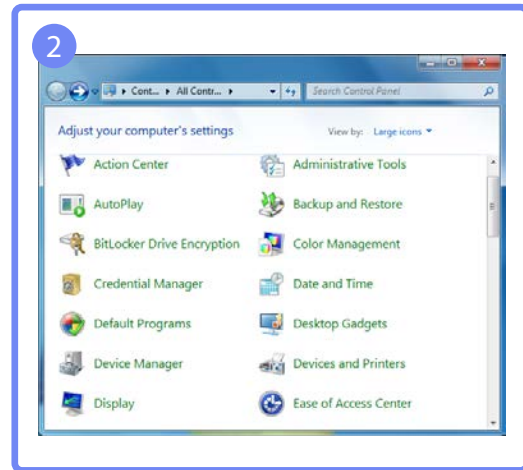 2
Cont... All Contr...
Search Control Panel
Adjust your computer's settings
View by: Large icons
Action Center
Administrative Tools
AutoPlay
Backup and Restore
BitLocker Drive Encryption
Color Management
Credential Manager
Date and Time
Default Programs
Desktop Gadgets
Device Manager
Devices and Printers
Display
Ease of Access Center